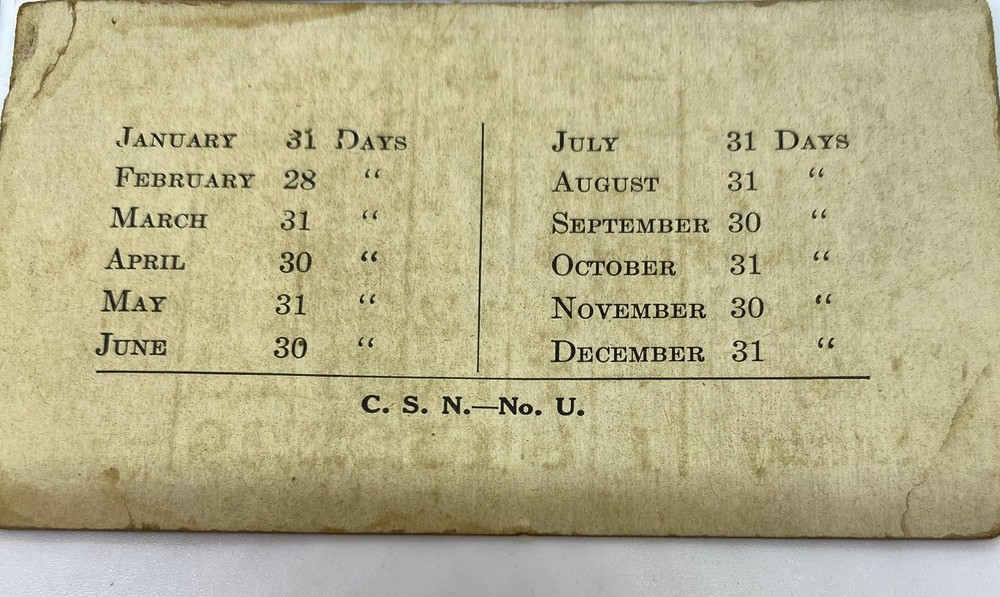 JANUARY 31 DAYS
FEBRUARY 28 “
MARCH 31 “
APRIL 30 “
MAY 31 “
JUNE 30 “
JULY 31 DAYS
AUGUST 31 “
SEPTEMBER 30 “
OCTOBER 31 “
NOVEMBER 30 “
DECEMBER 31 “
C. S. N.—No. U.